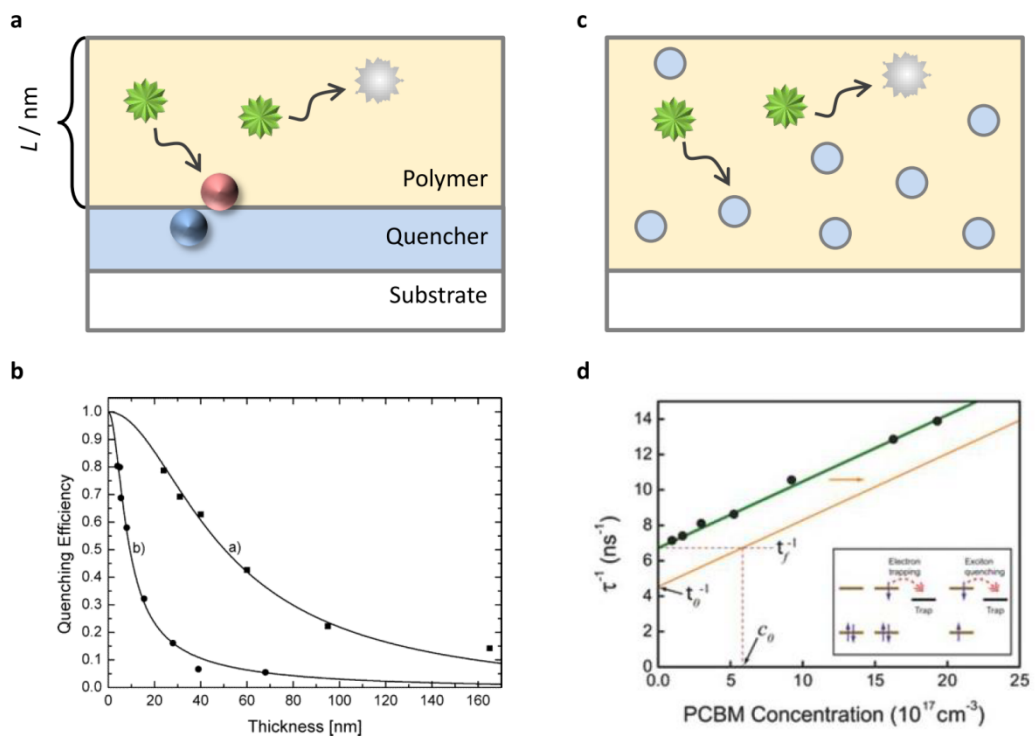 a
L / nm
Polymer
Quencher
Substrate
c
b
Quenching Efficiency
1.0
0.9
0.8
0.7
0.6
0.5
0.4
0.3
0.2
0.1
0.0
b)
a)
0 20 40 60 80 100 120 140 160
Thickness [nm]
d
τ⁻¹ (ns⁻¹)
14
12
10
8
6
4
2
0
t_f⁻¹
t_0⁻¹
c_0
Electron
trapping
Trap
Exciton
quenching
Trap
0.0 5 10 15 20 25
PCBM Concentration (10¹⁷cm⁻³)